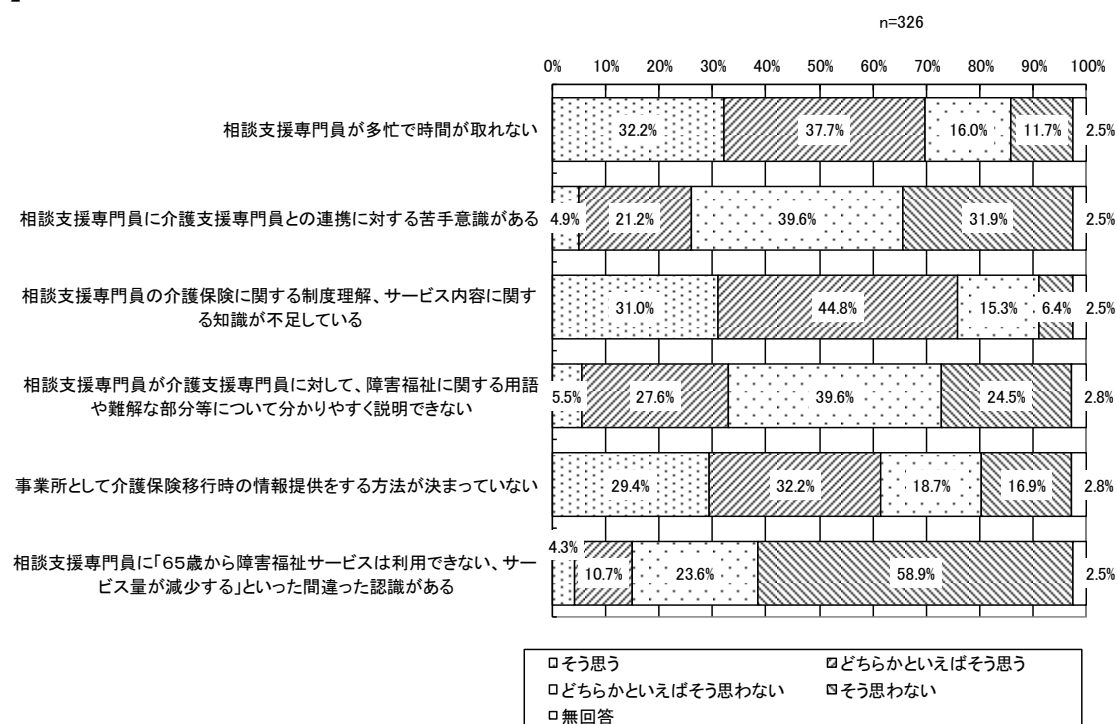 n=326
0% 10% 20% 30% 40% 50% 60% 70% 80% 90% 100%
相談支援専門員が多忙で時間が取れない
32.2% 37.7% 16.0% 11.7% 2.5%
相談支援専門員に介護支援専門員との連携に対する苦手意識がある
4.9% 21.2% 39.6% 31.9% 2.5%
相談支援専門員の介護保険に関する制度理解、サービス内容に関す
る知識が不足している
31.0% 44.8% 15.3% 6.4% 2.5%
相談支援専門員が介護支援専門員に対して、障害福祉に関する用語
や難解な部分等について分かりやすく説明できない
5.5% 27.6% 39.6% 24.5% 2.8%
事業所として介護保険移行時の情報提供をする方法が決まっていない
29.4% 32.2% 18.7% 16.9% 2.8%
相談支援専門員に「65歳から障害福祉サービスは利用できない、サー
ビス量が減少する」といった間違った認識がある
4.3% 10.7% 23.6% 58.9% 2.5%
そう思う どちらかといえばそう思う
どちらかといえばそう思わない そう思わない
無回答